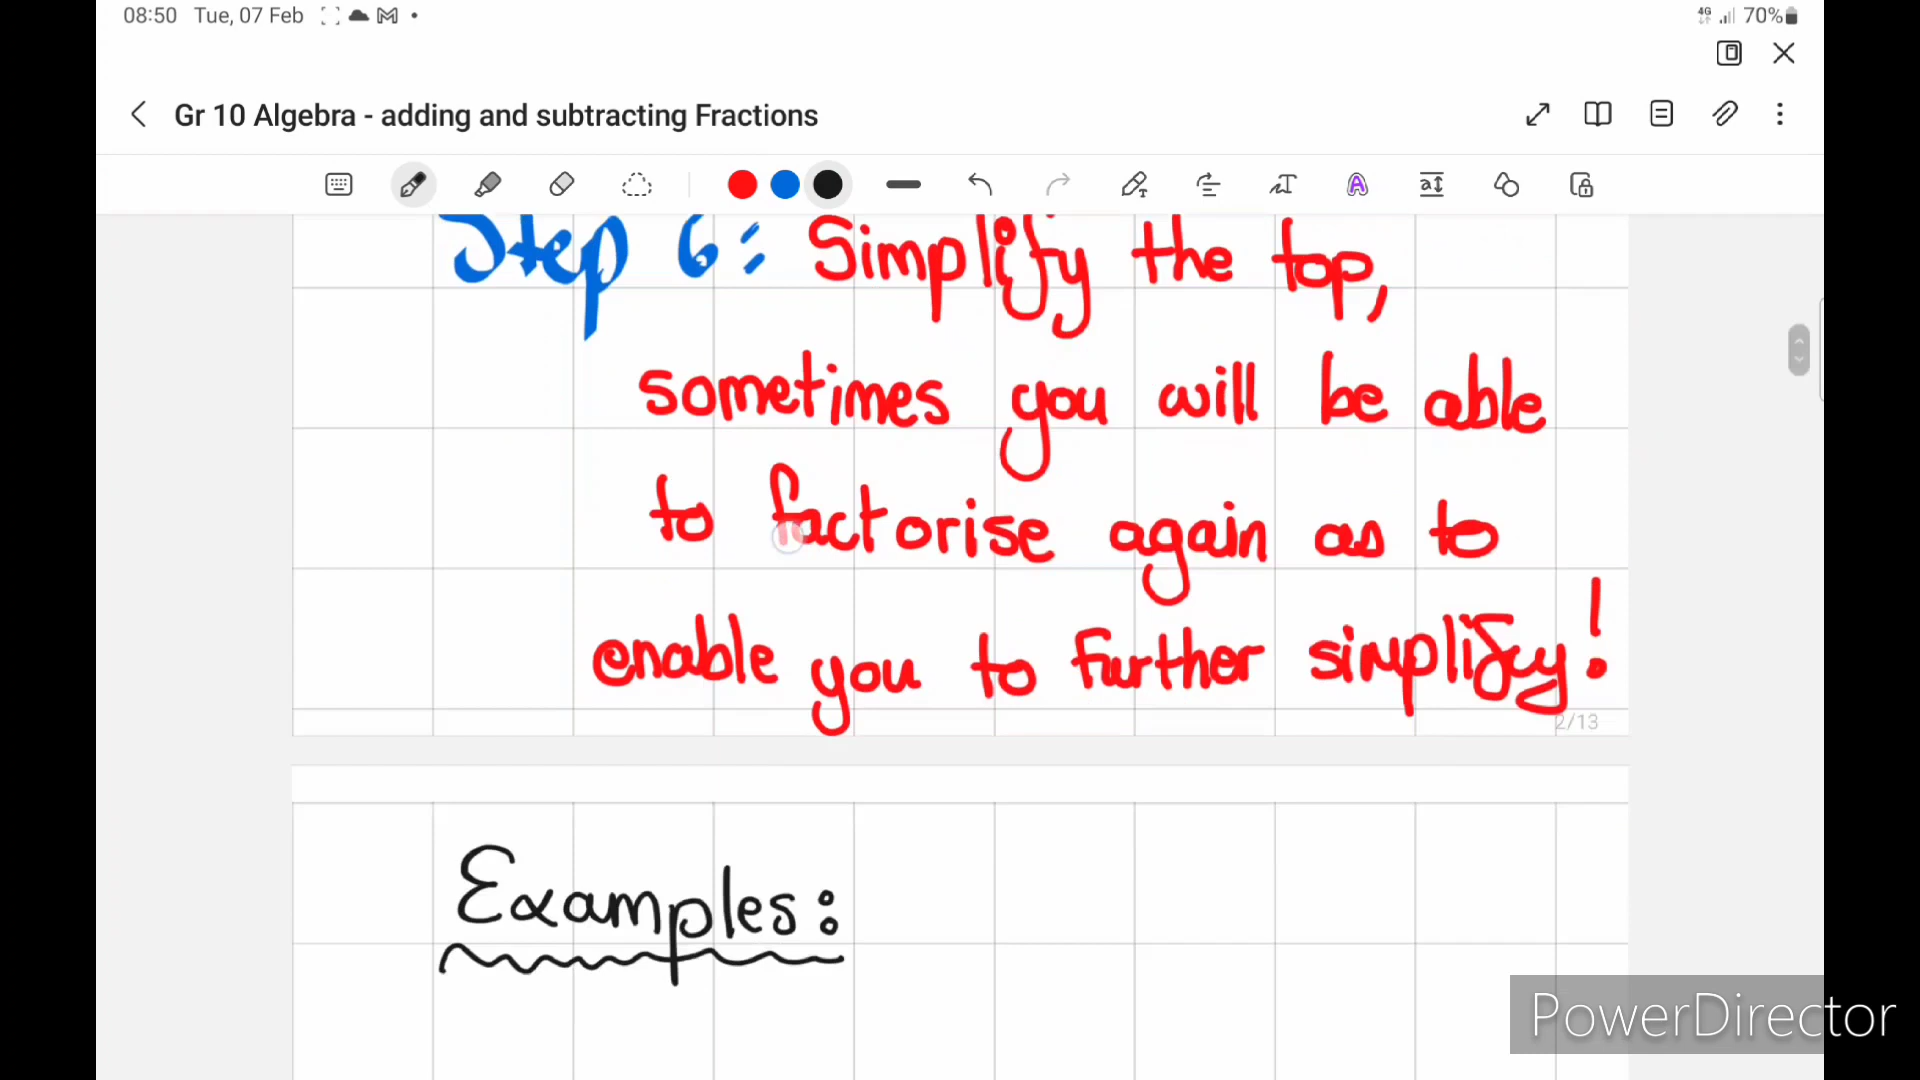 08:50 Tue, 07 Feb
4G 70%
Gr 10 Algebra - adding and subtracting Fractions
Step 6: Simplify the top,
sometimes you will be able
to factorise again as to
enable you to further simplify!
2/13
Examples:
PowerDirector